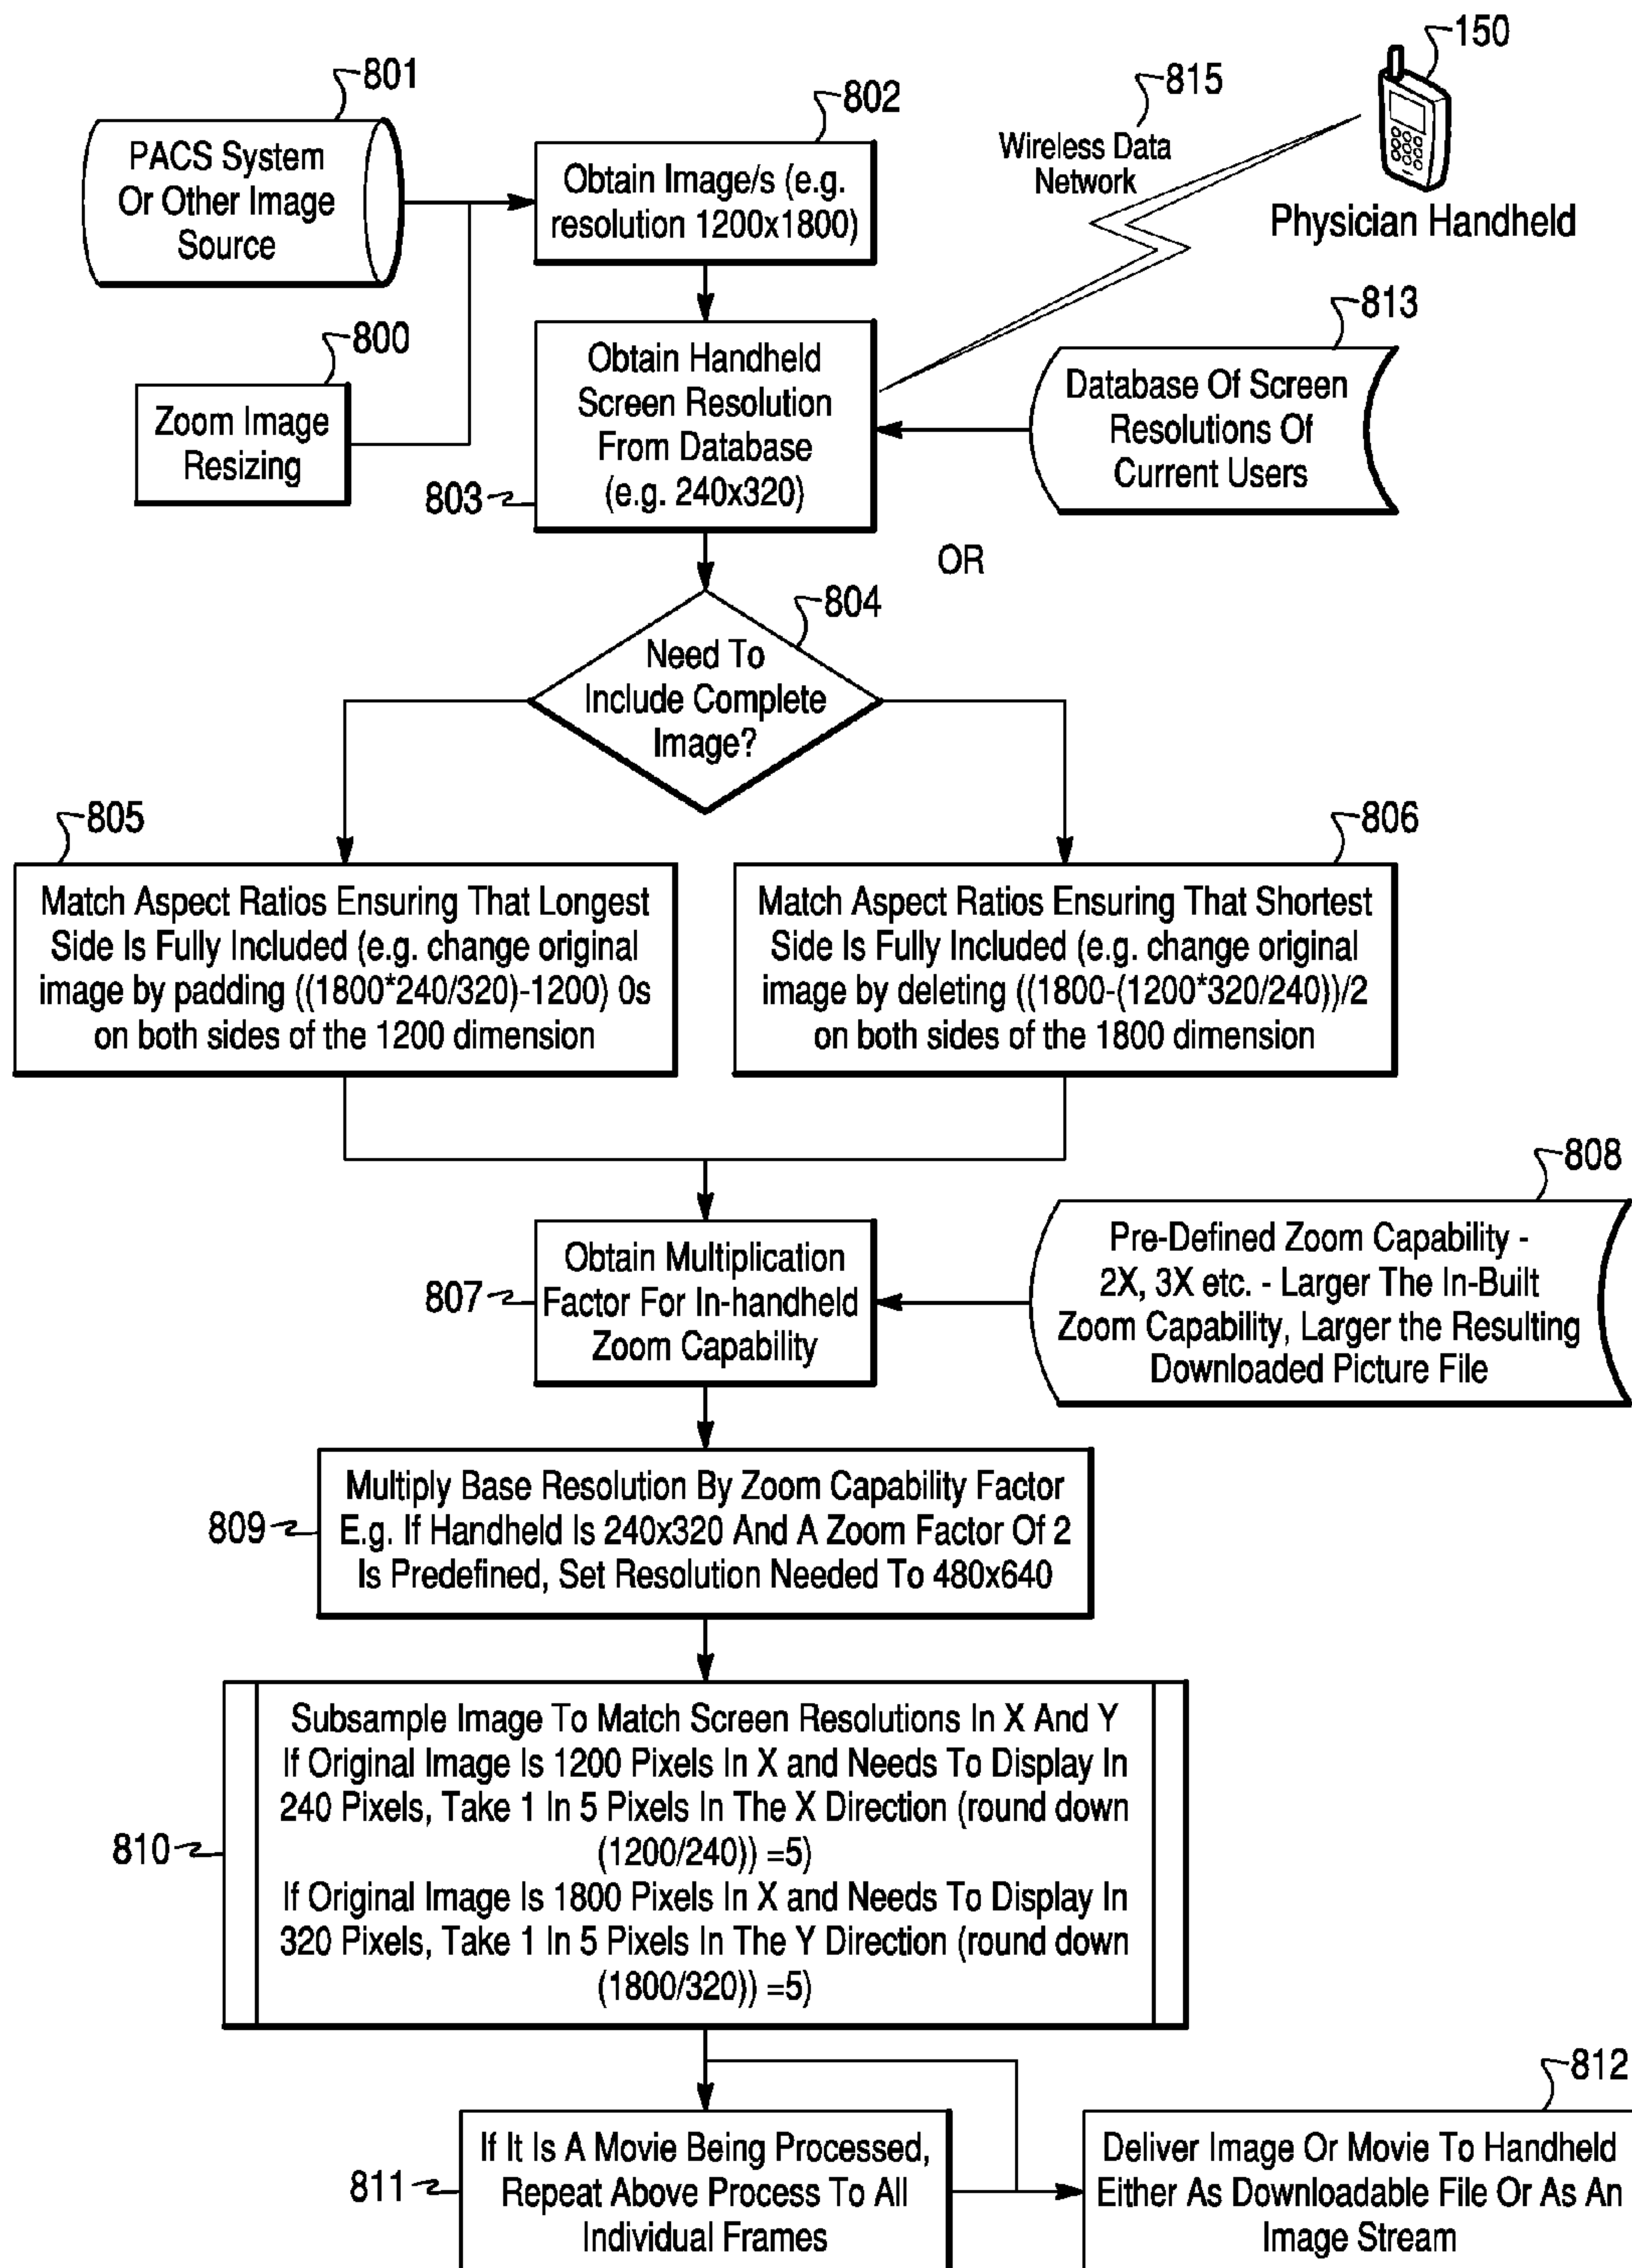 150
801
815
802
PACS System
Or Other Image
Source
Obtain Image/s (e.g.
resolution 1200x1800)
Wireless Data
Network
Physician Handheld
813
800
Zoom Image
Resizing
Obtain Handheld
Screen Resolution
From Database
(e.g. 240x320)
803
Database Of Screen
Resolutions Of
Current Users
OR
804
Need To
Include Complete
Image?
805
806
Match Aspect Ratios Ensuring That Longest
Side Is Fully Included (e.g. change original
image by padding ((1800*240/320)-1200) 0s
on both sides of the 1200 dimension
Match Aspect Ratios Ensuring That Shortest
Side Is Fully Included (e.g. change original
image by deleting ((1800-(1200*320/240))/2
on both sides of the 1800 dimension
808
807
Obtain Multiplication
Factor For In-handheld
Zoom Capability
Pre-Defined Zoom Capability -
2X, 3X etc. - Larger The In-Built
Zoom Capability, Larger the Resulting
Downloaded Picture File
809
Multiply Base Resolution By Zoom Capability Factor
E.g. If Handheld Is 240x320 And A Zoom Factor Of 2
Is Predefined, Set Resolution Needed To 480x640
810
Subsample Image To Match Screen Resolutions In X And Y
If Original Image Is 1200 Pixels In X and Needs To Display In
240 Pixels, Take 1 In 5 Pixels In The X Direction (round down
(1200/240)) =5)
If Original Image Is 1800 Pixels In X and Needs To Display In
320 Pixels, Take 1 In 5 Pixels In The Y Direction (round down
(1800/320)) =5)
812
811
If It Is A Movie Being Processed,
Repeat Above Process To All
Individual Frames
Deliver Image Or Movie To Handheld
Either As Downloadable File Or As An
Image Stream